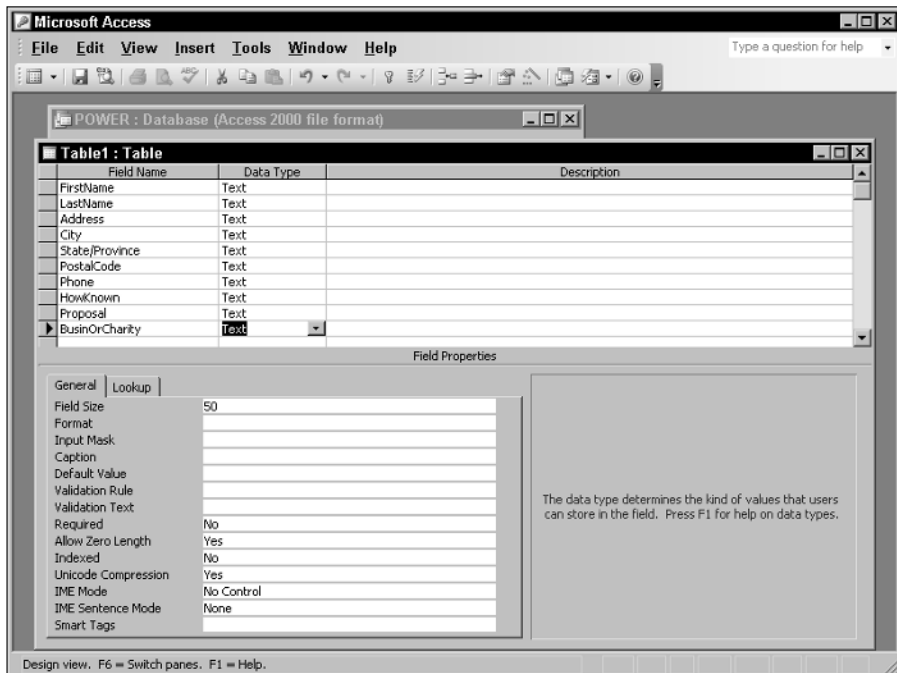 Microsoft Access
File Edit View Insert Tools Window Help Type a question for help
POWER : Database (Access 2000 file format)
Table1 : Table
Field Name Data Type Description
FirstName Text
LastName Text
Address Text
City Text
State/Province Text
PostalCode Text
Phone Text
HowKnown Text
Proposal Text
BusinOrCharity Text
Field Properties
General Lookup
Field Size 50
Format
Input Mask
Caption
Default Value
Validation Rule
Validation Text
Required No
Allow Zero Length Yes
Indexed No
Unicode Compression Yes
IME Mode No Control
IME Sentence Mode None
Smart Tags
The data type determines the kind of values that users
can store in the field. Press F1 for help on data types.
Design view. F6 = Switch panes. F1 = Help.